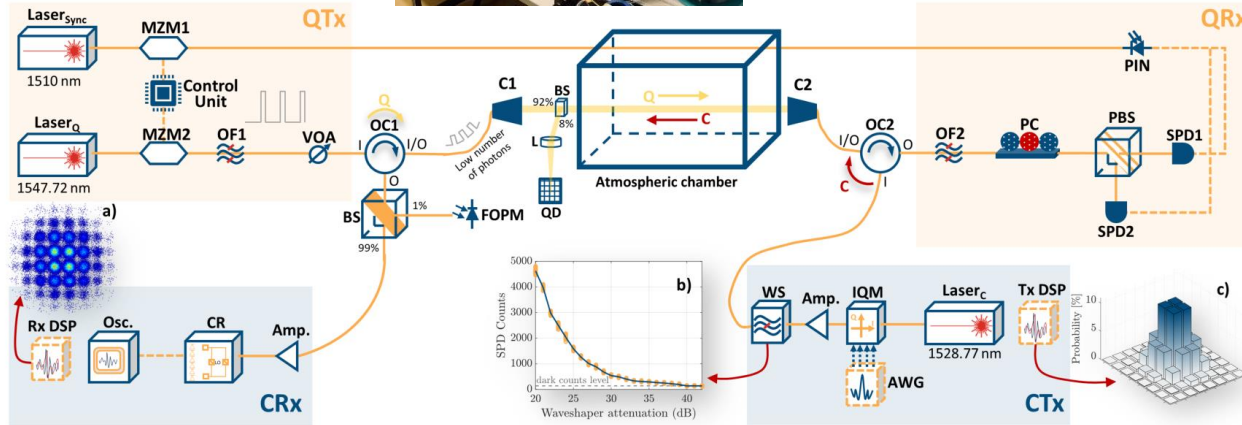 QTx
Laser_Sync
1510 nm
MZM1
Control
Unit
Laser_Q
1547.72 nm
MZM2
OF1
VOA
Q
OC1
I
I/O
O
Low number
of photons
C1
BS
92%
8%
L
QD
Q
C
Atmospheric chamber
C2
I/O
OC2
O
I
C
QRx
PIN
OF2
PC
PBS
SPD1
SPD2
BS
1%
FOPM
99%
a)
CRx
Rx DSP
Osc.
CR
Amp.
b)
SPD Counts
5000
4000
3000
2000
1000
0
dark counts level
20
25
30
35
40
Waveshaper attenuation (dB)
WS
Amp.
IQM
Q
I
Laser_C
1528.77 nm
Tx DSP
AWG
CTx
c)
Probability [%]
10
5
0